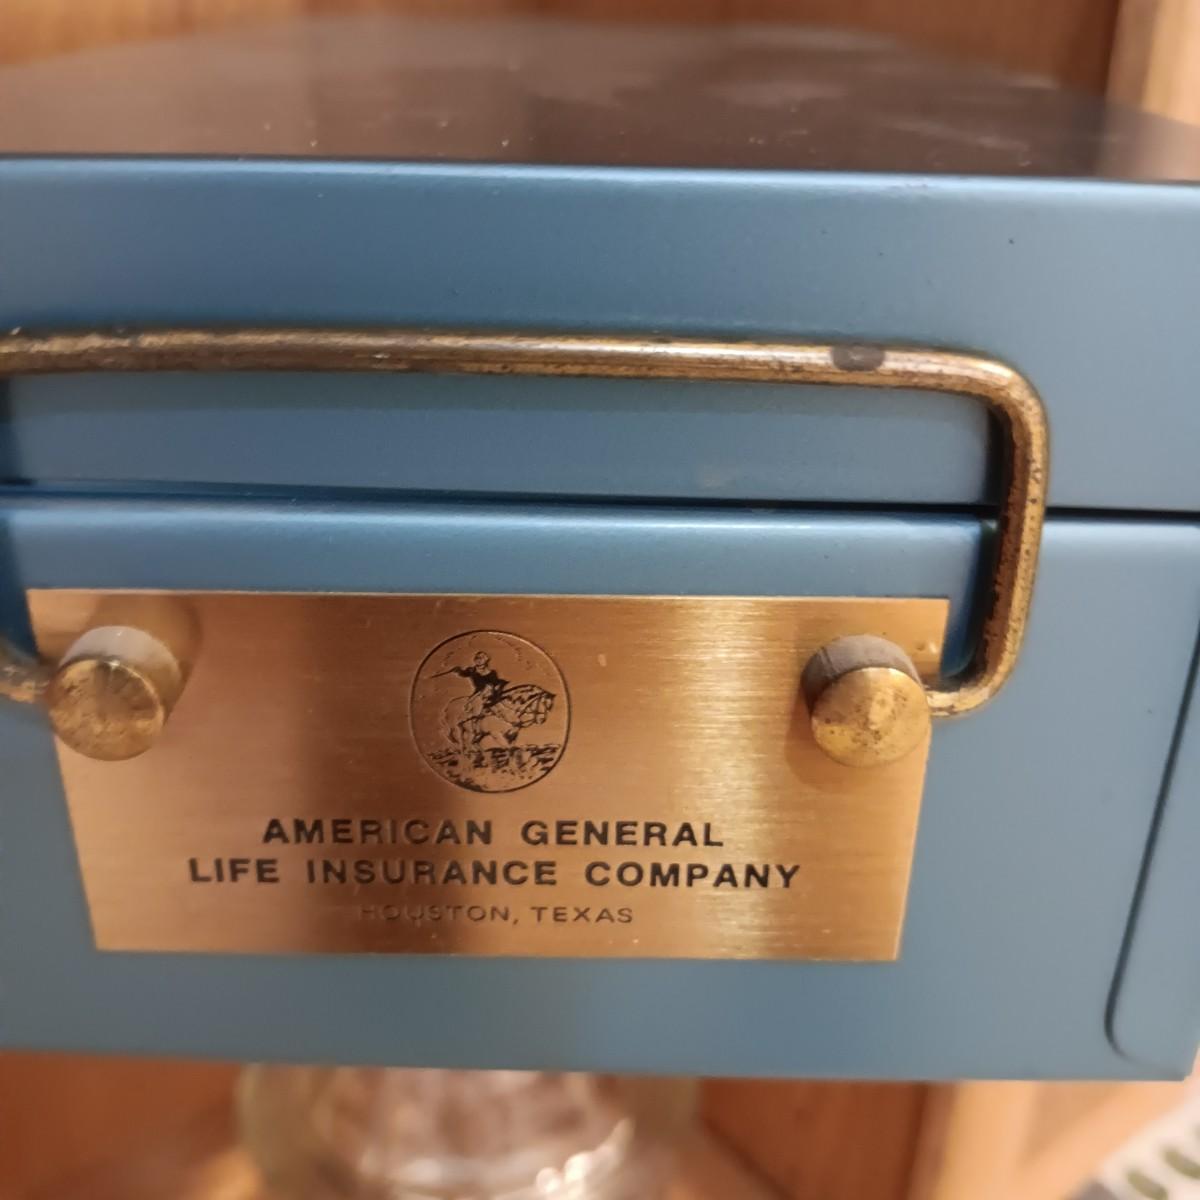 AMERICAN GENERAL
LIFE INSURANCE COMPANY
HOUSTON, TEXAS